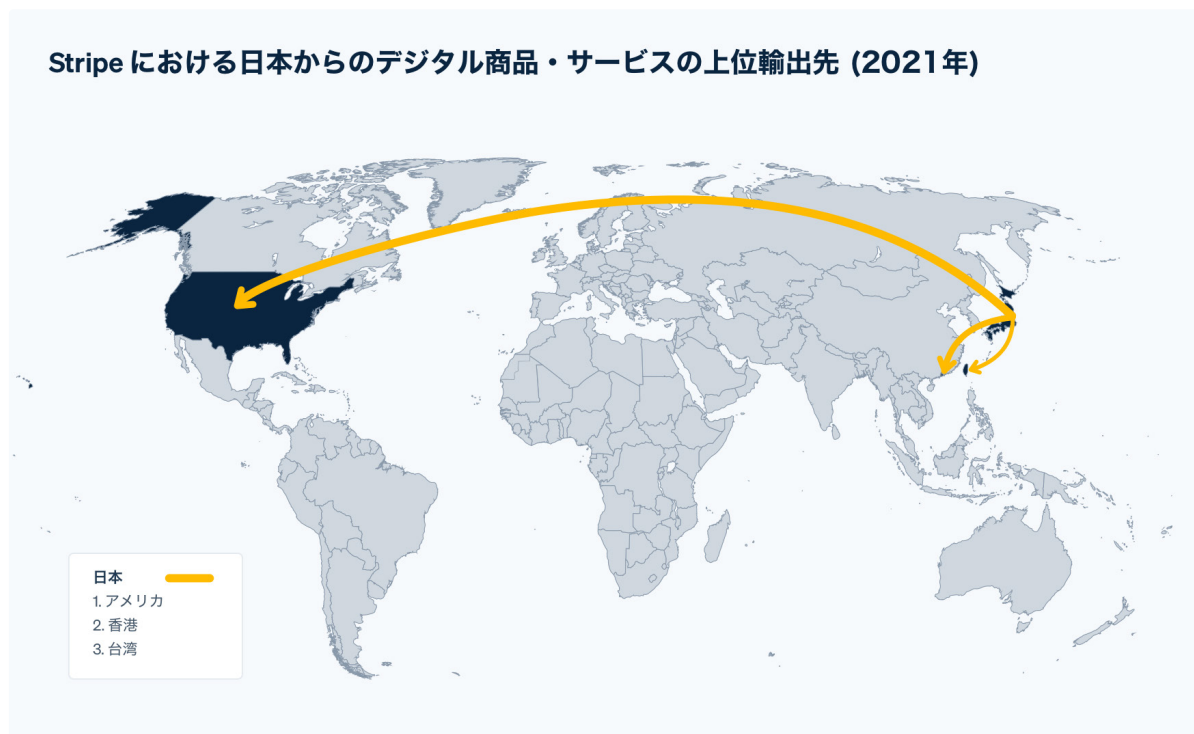 Stripe における日本からのデジタル商品・サービスの上位輸出先 (2021年)
日本
1. アメリカ
2. 香港
3. 台湾